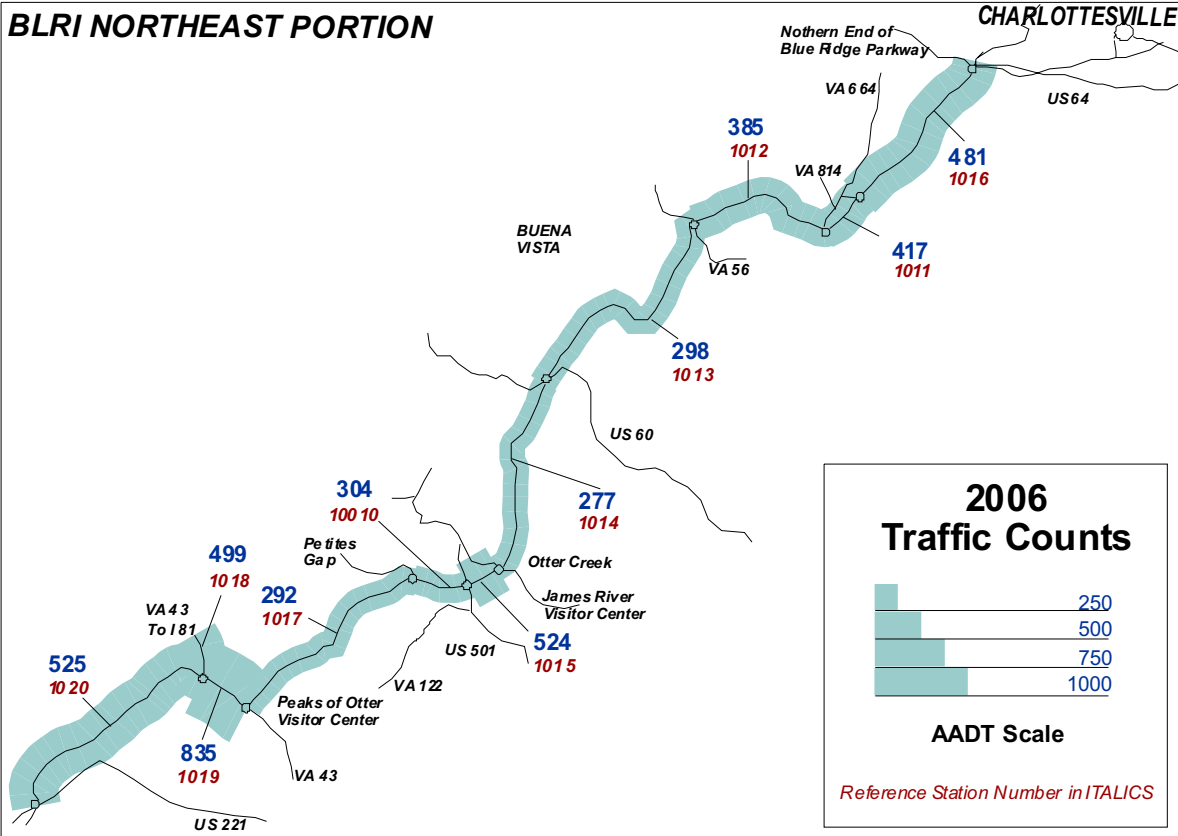 BLRI NORTHEAST PORTION
CHARLOTTESVILLE
Nothern End of
Blue Ridge Parkway
US 64
VA 6 64
385
1012
VA 814
481
1016
BUENA
VISTA
VA 56
417
1011
298
1013
US 60
304
10010
277
1014
Petites
Gap
Otter Creek
499
1018
292
1017
James River
Visitor Center
VA 43
To I 81
524
1015
US 501
VA 122
525
1020
Peaks of Otter
Visitor Center
835
1019
VA 43
US 221
2006
Traffic Counts
250
500
750
1000
AADT Scale
Reference Station Number in ITALICS